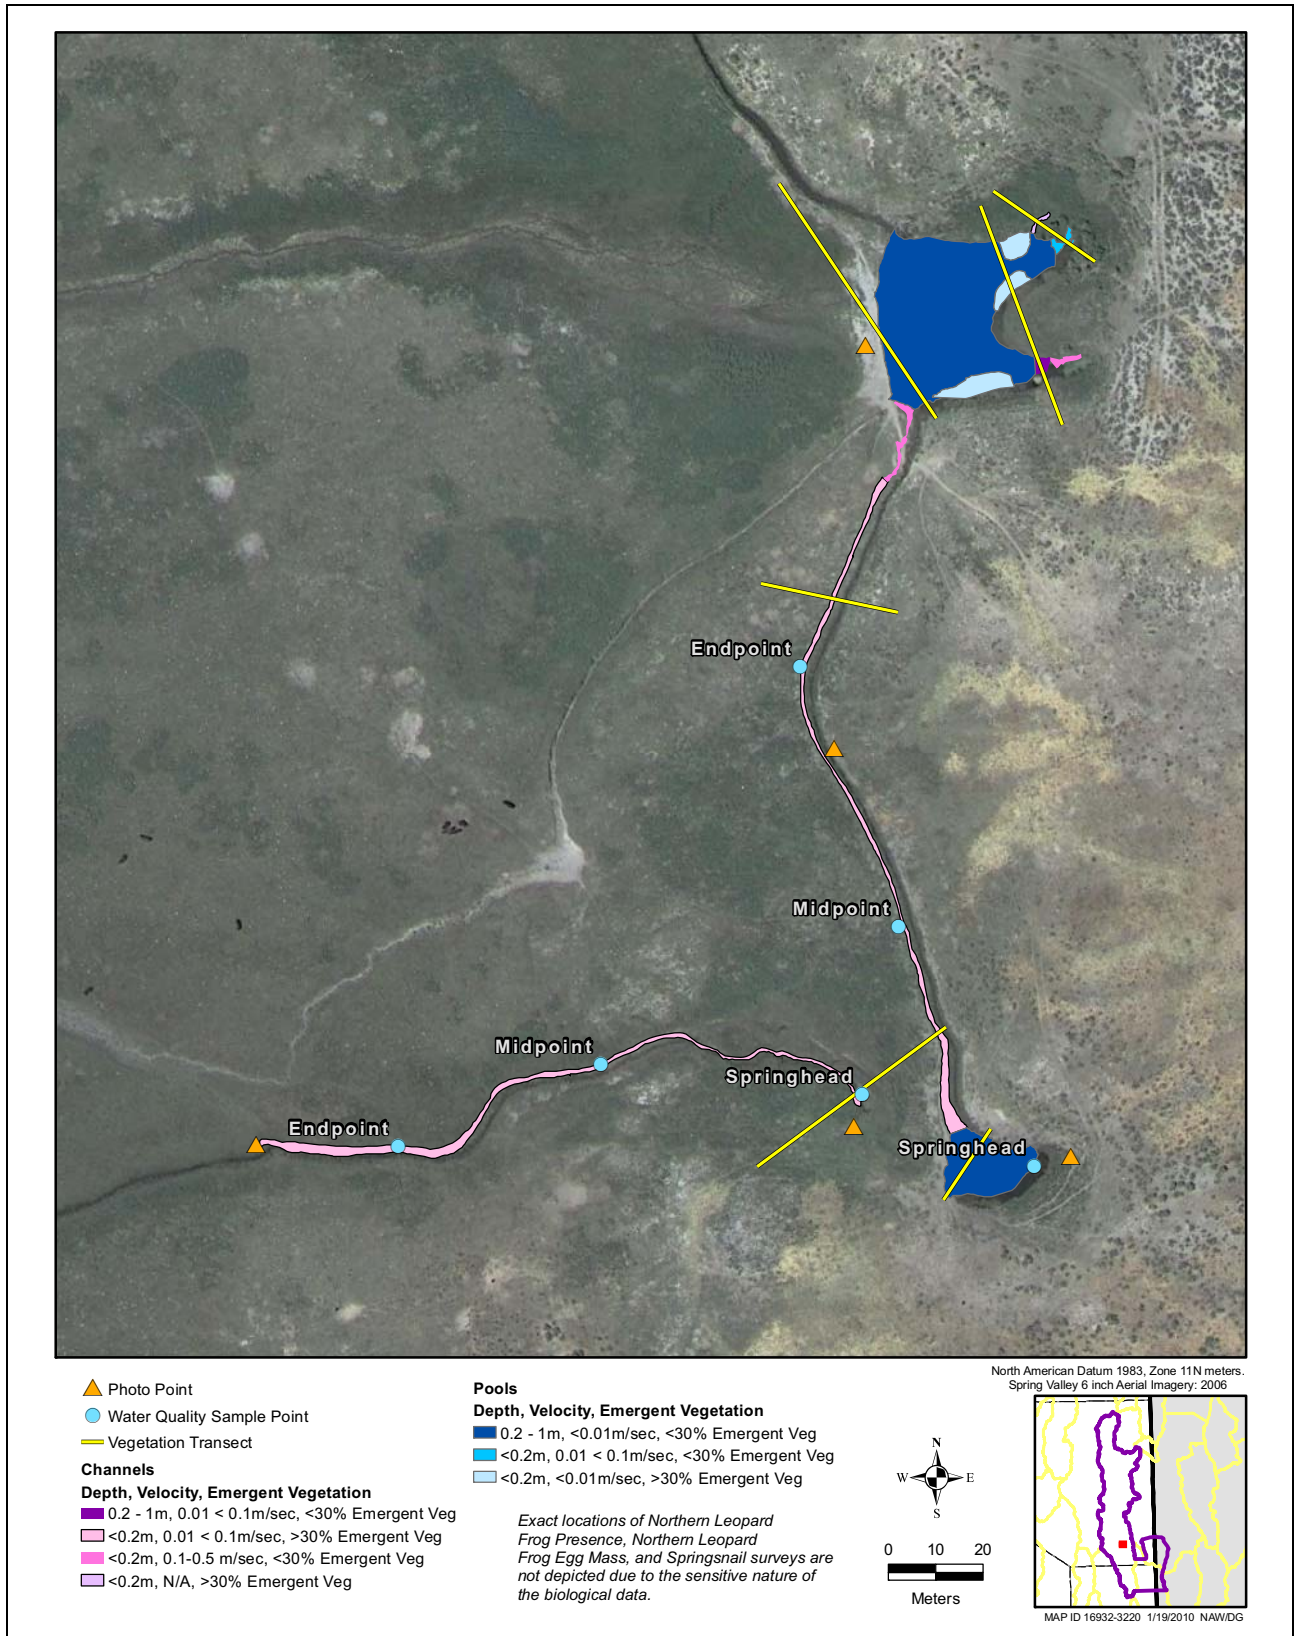 Endpoint
Midpoint
Midpoint
Springhead
Endpoint
Springhead
North American Datum 1983, Zone 11N meters.
Spring Valley 6 inch Aerial Imagery: 2006
Photo Point
Water Quality Sample Point
Vegetation Transect
Channels
Depth, Velocity, Emergent Vegetation
0.2 - 1m, 0.01 < 0.1m/sec, <30% Emergent Veg
<0.2m, 0.01 < 0.1m/sec, >30% Emergent Veg
<0.2m, 0.1-0.5 m/sec, <30% Emergent Veg
<0.2m, N/A, >30% Emergent Veg
Pools
Depth, Velocity, Emergent Vegetation
0.2 - 1m, <0.01m/sec, <30% Emergent Veg
<0.2m, 0.01 < 0.1m/sec, <30% Emergent Veg
<0.2m, <0.01m/sec, >30% Emergent Veg
Exact locations of Northern Leopard
Frog Presence, Northern Leopard
Frog Egg Mass, and Springsnail surveys are
not depicted due to the sensitive nature of
the biological data.
N
W E
S
0 10 20
Meters
MAP ID 16932-3220 1/19/2010 NAW/DG